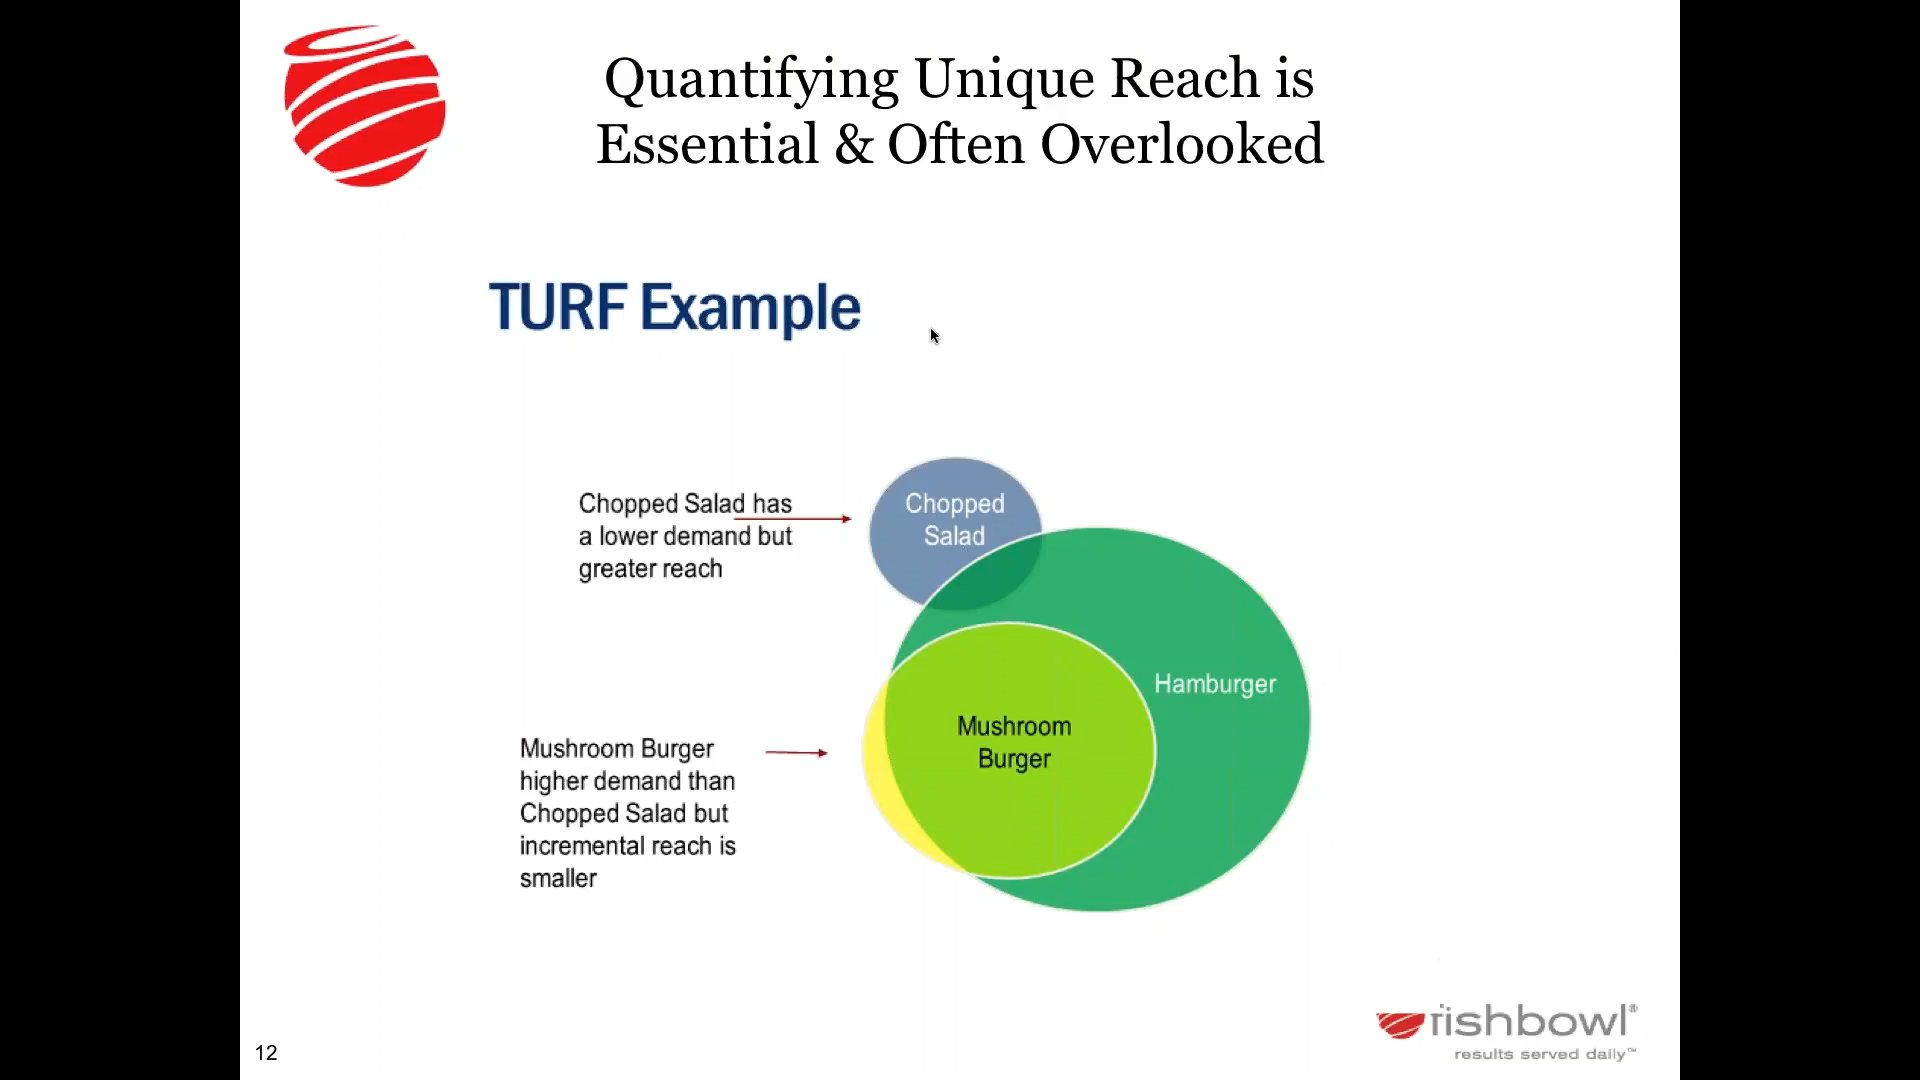 Quantifying Unique Reach is
Essential & Often Overlooked
TURF Example
Chopped Salad has
a lower demand but
greater reach
Chopped
Salad
Hamburger
Mushroom
Burger
Mushroom Burger
higher demand than
Chopped Salad but
incremental reach is
smaller
fishbowl®
results served daily™
12